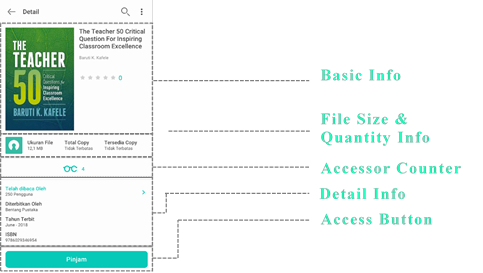 Detail
THE
TEACHER
50
Critical
Questions for
Inspiring
Classroom
Excellence
BARUTI K. KAFELE
The Teacher 50 Critical
Question For Inspiring
Classroom Excellence
Baruti K. Kafele
0
Ukuran File
12,1 MB
Total Copy
Tidak Terbatas
Tersedia Copy
Tidak Terbatas
4
Telah dibaca Oleh
250 Pengguna
Diterbitkan Oleh
Bentang Pustaka
Tahun Terbit
June - 2018
ISBN
Pinjam
Basic Info
File Size &
Quantity Info
Accessor Counter
Detail Info
Access Button